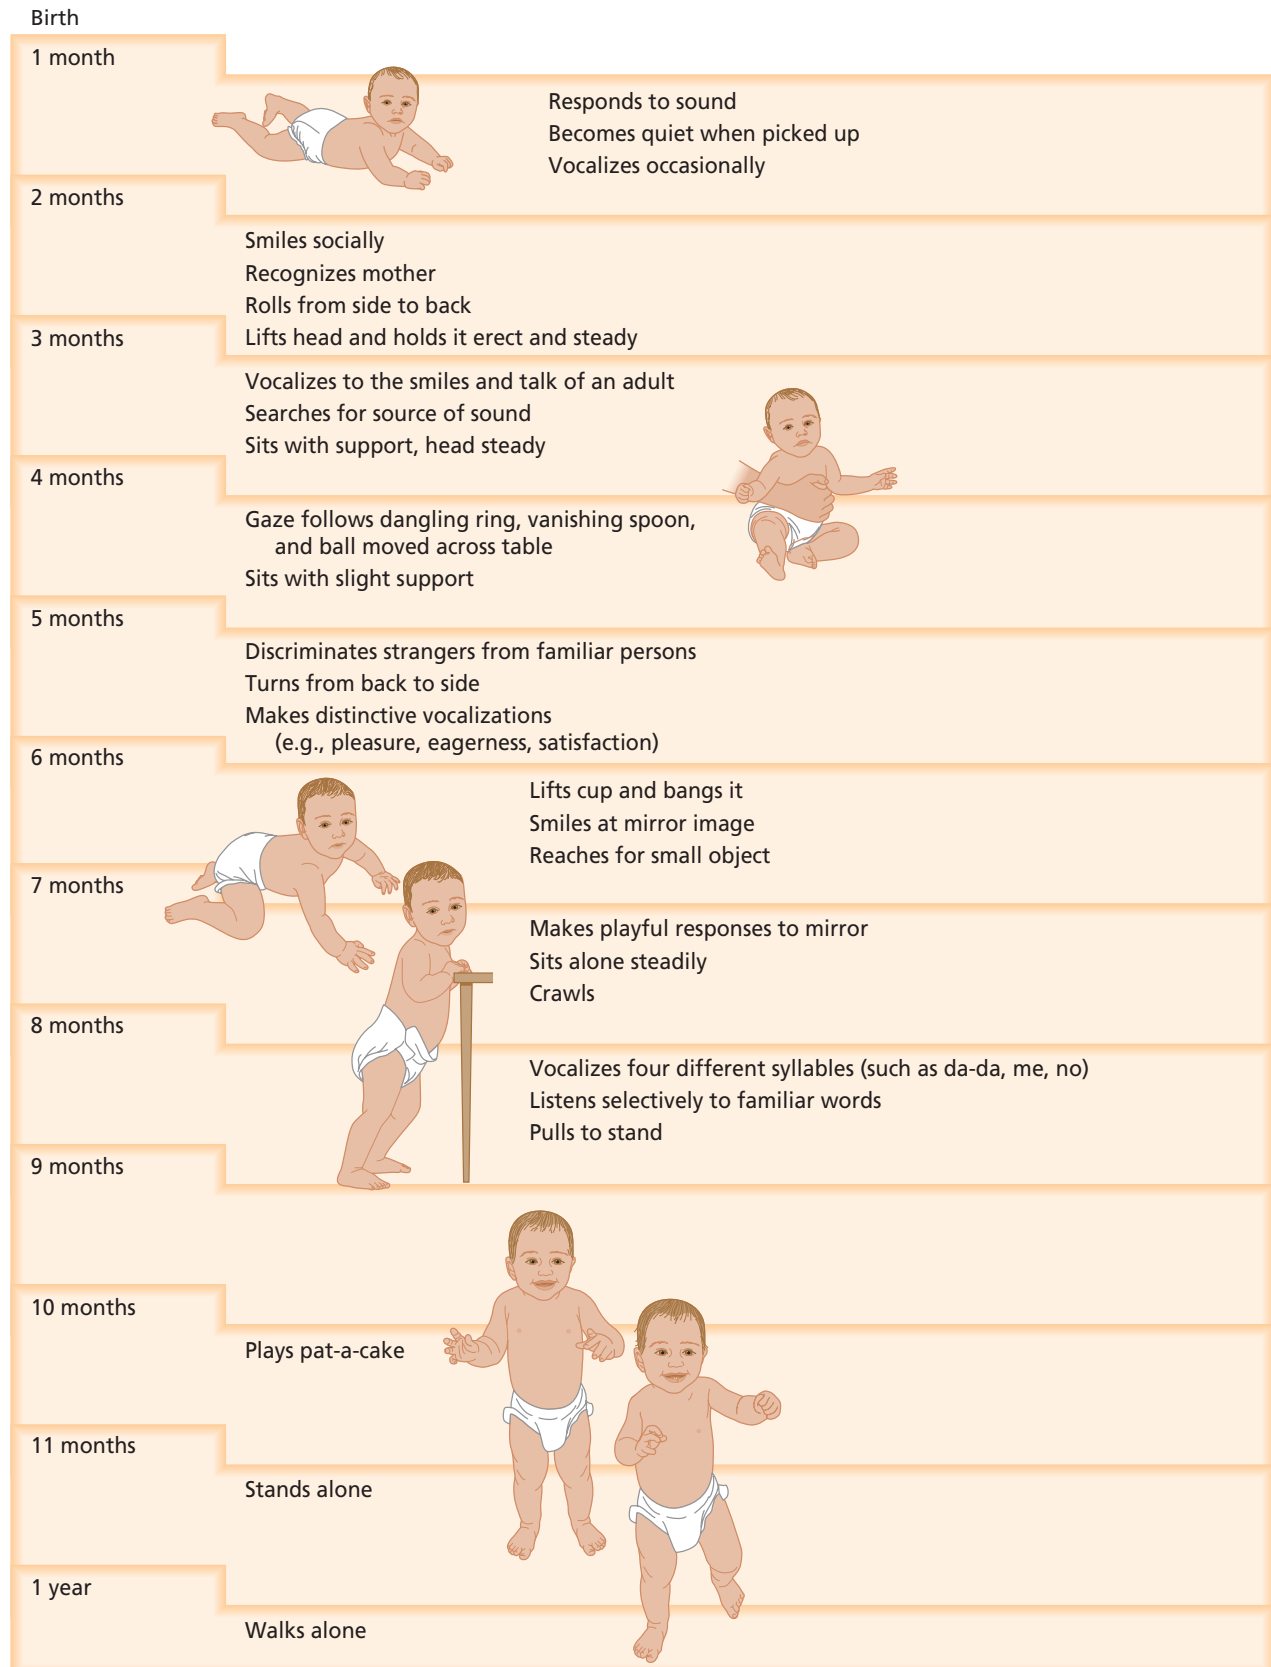 Birth
1 month
Responds to sound
Becomes quiet when picked up
Vocalizes occasionally
2 months
Smiles socially
Recognizes mother
Rolls from side to back
Lifts head and holds it erect and steady
3 months
Vocalizes to the smiles and talk of an adult
Searches for source of sound
Sits with support, head steady
4 months
Gaze follows dangling ring, vanishing spoon,
and ball moved across table
Sits with slight support
5 months
Discriminates strangers from familiar persons
Turns from back to side
Makes distinctive vocalizations
(e.g., pleasure, eagerness, satisfaction)
6 months
Lifts cup and bangs it
Smiles at mirror image
Reaches for small object
7 months
Makes playful responses to mirror
Sits alone steadily
Crawls
8 months
Vocalizes four different syllables (such as da-da, me, no)
Listens selectively to familiar words
Pulls to stand
9 months
10 months
Plays pat-a-cake
11 months
Stands alone
1 year
Walks alone